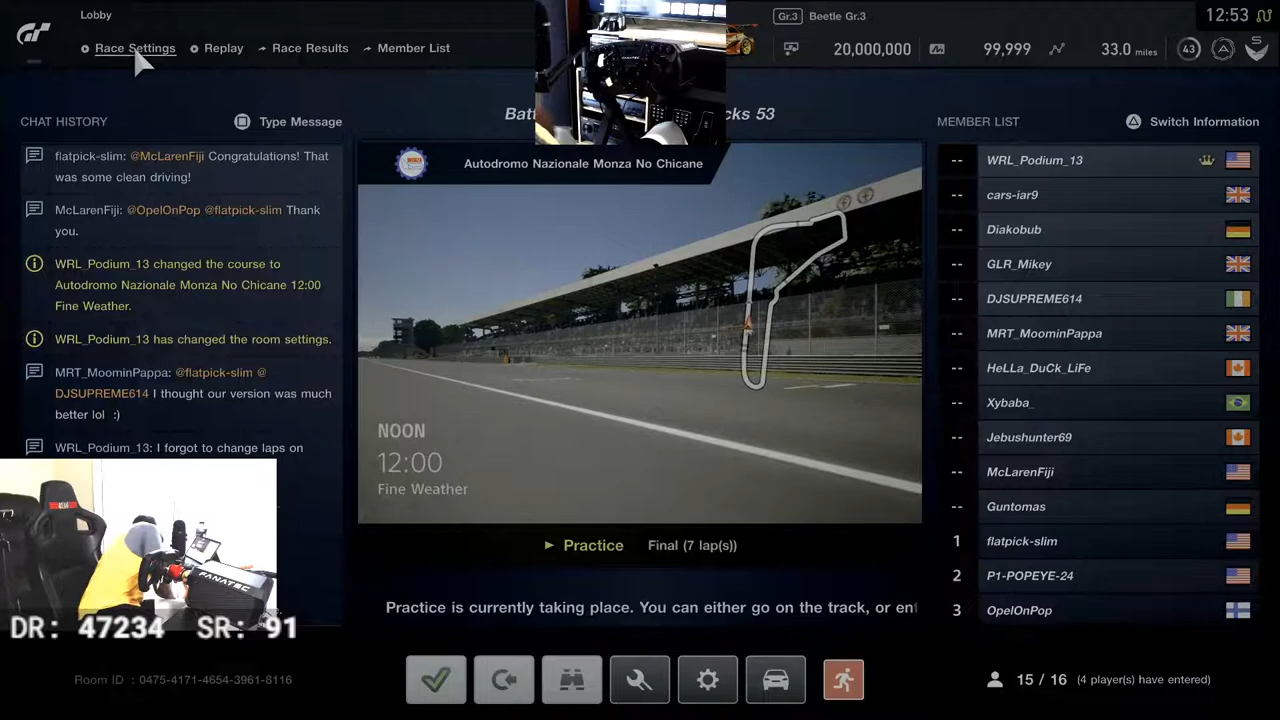 Lobby
Race Settings
Replay
Race Results
Member List
Gr.3
Beetle Gr.3
12:53
20,000,000
99,999
33.0 miles
43
A
S
CHAT HISTORY
Type Message
flatpick-slim: @McLarenFiji Congratulations! That
was some clean driving!
McLarenFiji: @OpelOnPop @flatpick-slim Thank
you.
WRL_Podium_13 changed the course to
Autodromo Nazionale Monza No Chicane 12:00
Fine Weather.
WRL_Podium_13 has changed the room settings.
MRT_MoominPappa: @flatpick-slim @
DJSUPREME614 I thought our version was much
better lol :)
WRL_Podium_13: I forgot to change laps on
FANATEC
DR: 47234 SR: 91
Room ID : 0475-4171-4654-3961-8116
FANATEC
53
Autodromo Nazionale Monza No Chicane
NOON
12:00
Fine Weather
Practice
Final (7 lap(s))
Practice is currently taking place. You can either go on the track, or
MEMBER LIST
Switch Information
-- WRL_Podium_13
-- cars-iar9
-- Diakobub
-- GLR_Mikey
-- DJSUPREME614
-- MRT_MoominPappa
-- HeLLa_DuCk_LiFe
-- Xybaba_
-- Jebushunter69
-- McLarenFiji
-- Guntomas
1 flatpick-slim
2 P1-POPEYE-24
3 OpelOnPop
15 / 16 (4 player(s) have entered)